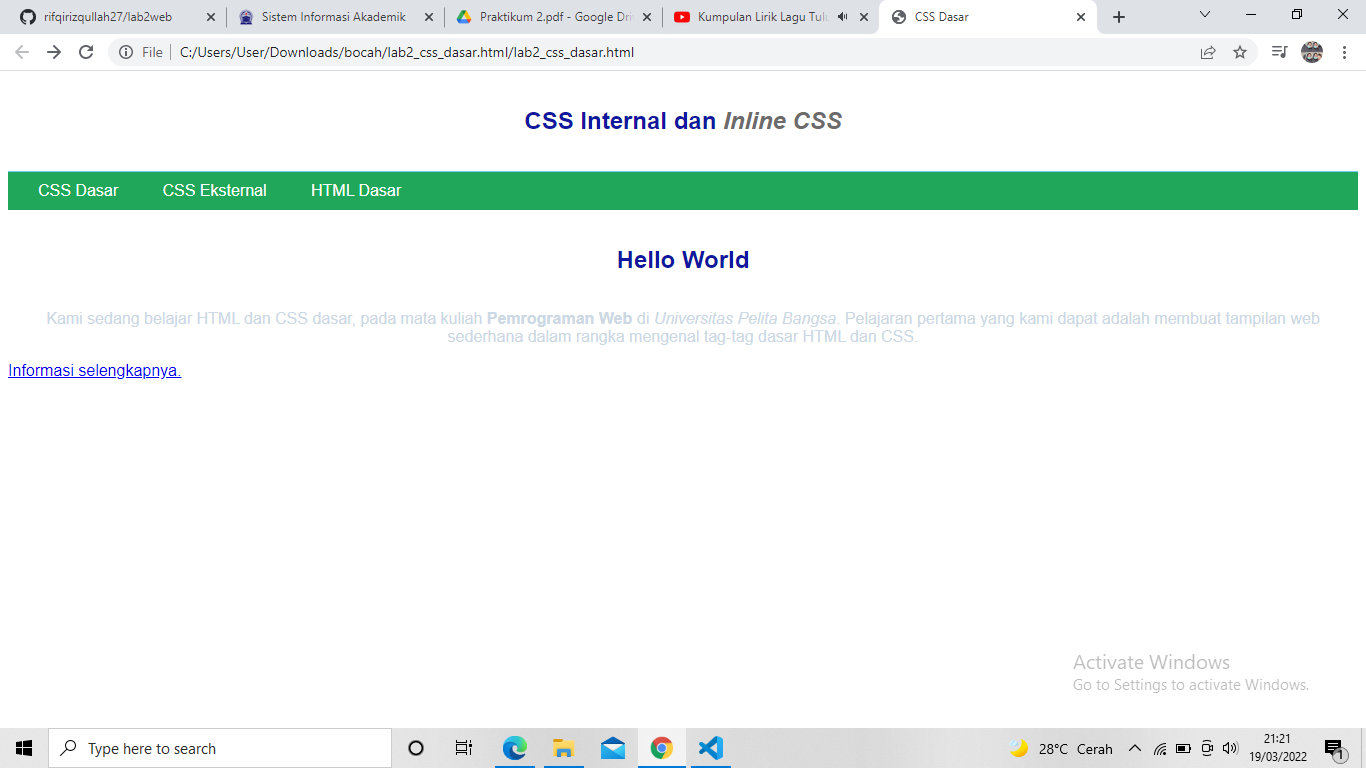 rifqirizqullah27/lab2web
Sistem Informasi Akademik
Praktikum 2.pdf - Google Dri
Kumpulan Lirik Lagu Tulu
CSS Dasar
File
C:/Users/User/Downloads/bocah/lab2_css_dasar.html/lab2_css_dasar.html
CSS Internal dan Inline CSS
CSS Dasar CSS Eksternal HTML Dasar
Hello World
Kami sedang belajar HTML dan CSS dasar, pada mata kuliah Pemrograman Web di Universitas Pelita Bangsa. Pelajaran pertama yang kami dapat adalah membuat tampilan web
sederhana dalam rangka mengenal tag-tag dasar HTML dan CSS.
Informasi selengkapnya.
Activate Windows
Go to Settings to activate Windows.
Type here to search
28°C Cerah
21:21
19/03/2022
1